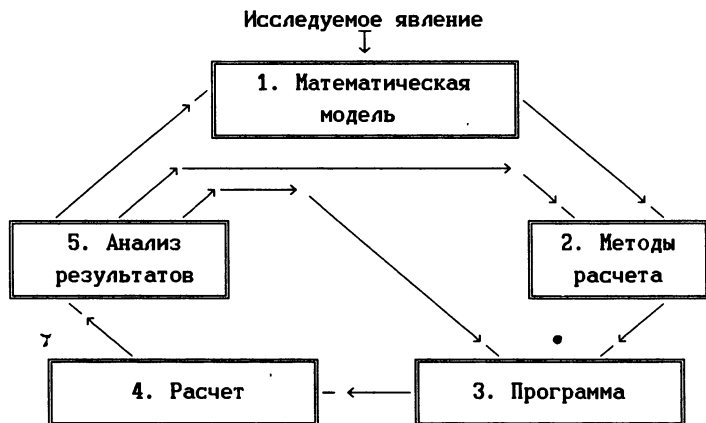 Исследуемое явление
1. Математическая
модель
5. Анализ
результатов
2. Методы
расчета
4. Расчет
3. Программа